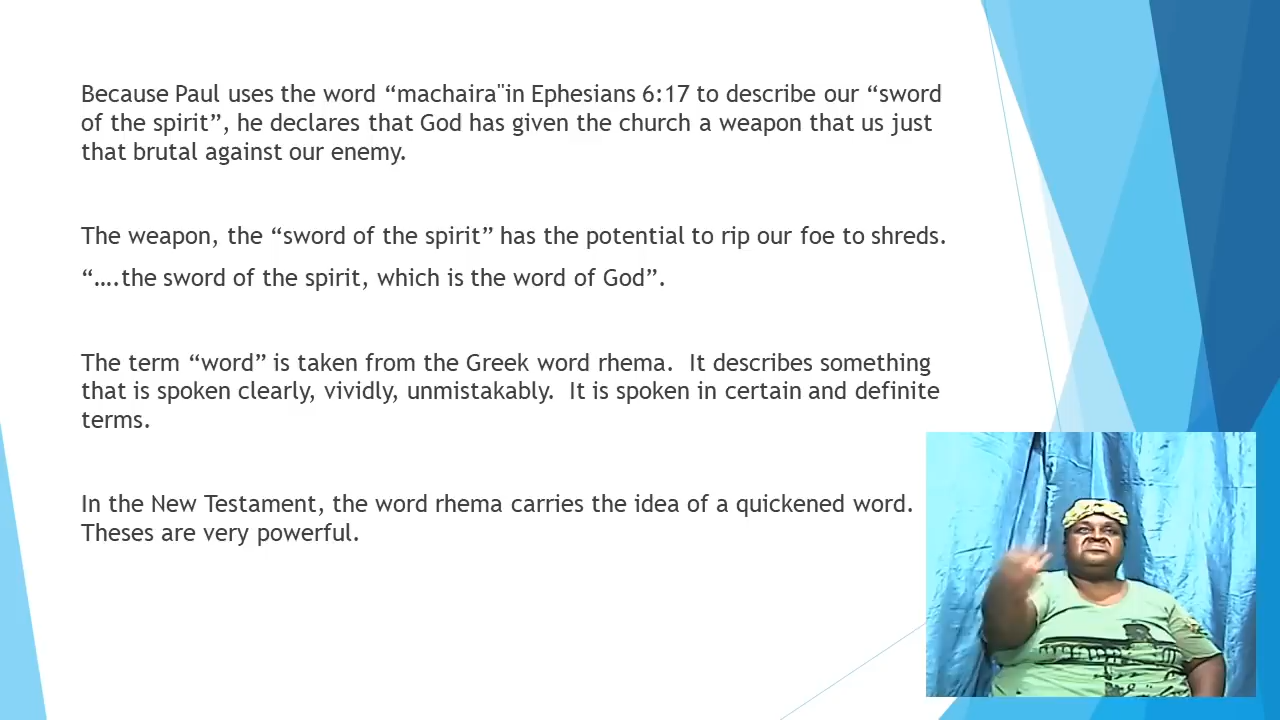 Because Paul uses the word “machaira"in Ephesians 6:17 to describe our “sword
of the spirit”, he declares that God has given the church a weapon that us just
that brutal against our enemy.
The weapon, the “sword of the spirit” has the potential to rip our foe to shreds.
“….the sword of the spirit, which is the word of God”.
The term “word” is taken from the Greek word rhema.  It describes something
that is spoken clearly, vividly, unmistakably.  It is spoken in certain and definite
terms.
In the New Testament, the word rhema carries the idea of a quickened word.
Theses are very powerful.